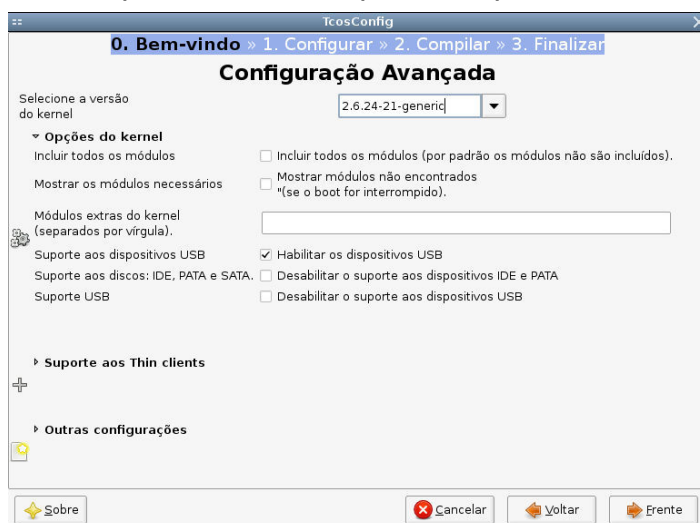 TcosConfig
0. Bem-vindo » 1. Configurar » 2. Compilar » 3. Finalizar
Configuração Avançada
Selecione a versão
do kernel
2.6.24-21-generic
Opções do kernel
Incluir todos os módulos
Incluir todos os módulos (por padrão os módulos não são incluídos).
Mostrar os módulos necessários
Mostrar módulos não encontrados
"(se o boot for interrompido).
Módulos extras do kernel
(separados por vírgula).
Suporte aos dispositivos USB
Habilitar os dispositivos USB
Suporte aos discos: IDE, PATA e SATA.
Desabilitar o suporte aos dispositivos IDE e PATA
Suporte USB
Desabilitar o suporte aos dispositivos USB
Suporte aos Thin clients
Outras configurações
Sobre
Cancelar
Voltar
Frente